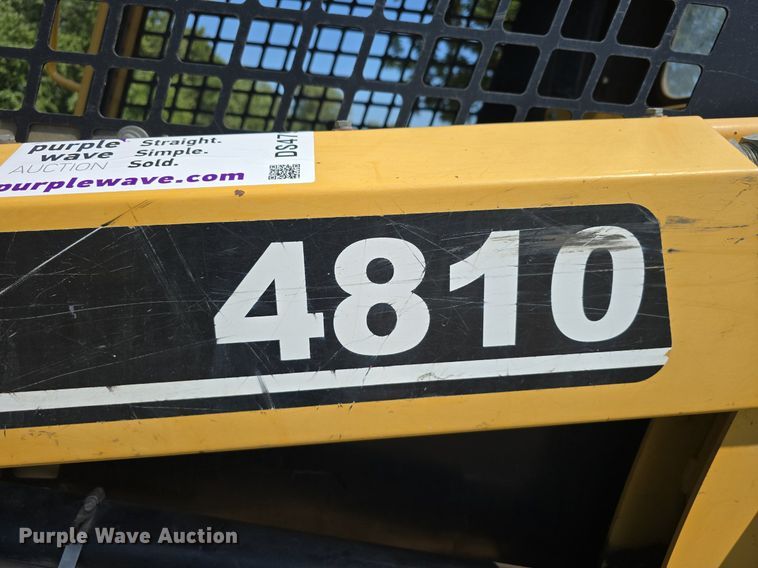 purple
wave
AUCTION
Straight.
Simple.
Sold.
DS47
purplewave.com
4810
Purple Wave Auction